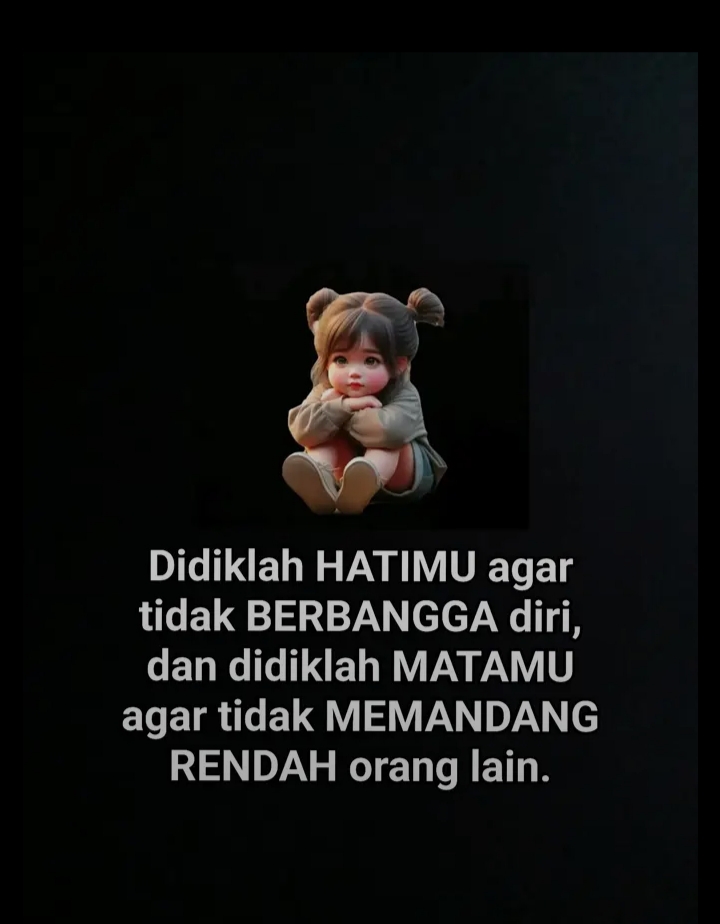 Didiklah HATIMU agar
tidak BERBANGGA diri,
dan didiklah MATAMU
agar tidak MEMANDANG
RENDAH orang lain.